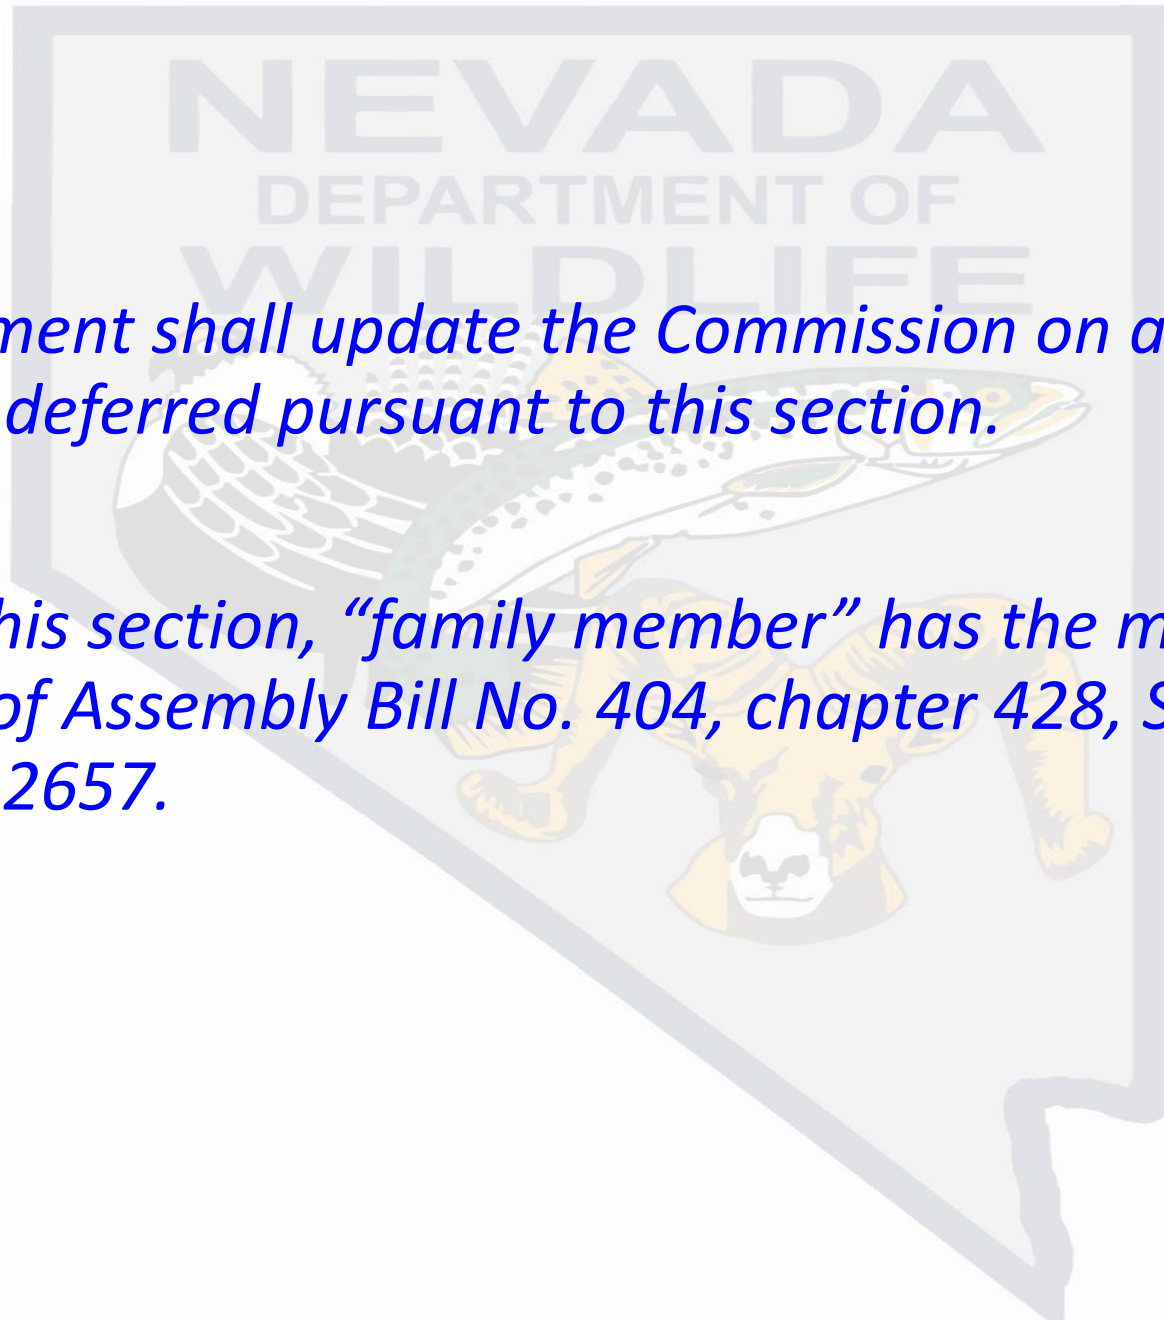 NEVADA
DEPARTMENT OF
WILDLIFE
ment shall update the Commission on a
deferred pursuant to this section.
his section, “family member” has the m
of Assembly Bill No. 404, chapter 428, S
2657.